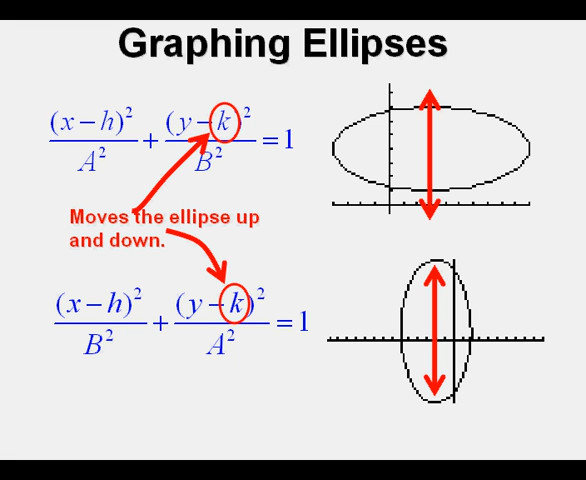 Graphing Ellipses
(x − h)²/A² + (y − k)²/B² = 1
Moves the ellipse up
and down.
(x − h)²/B² + (y − k)²/A² = 1